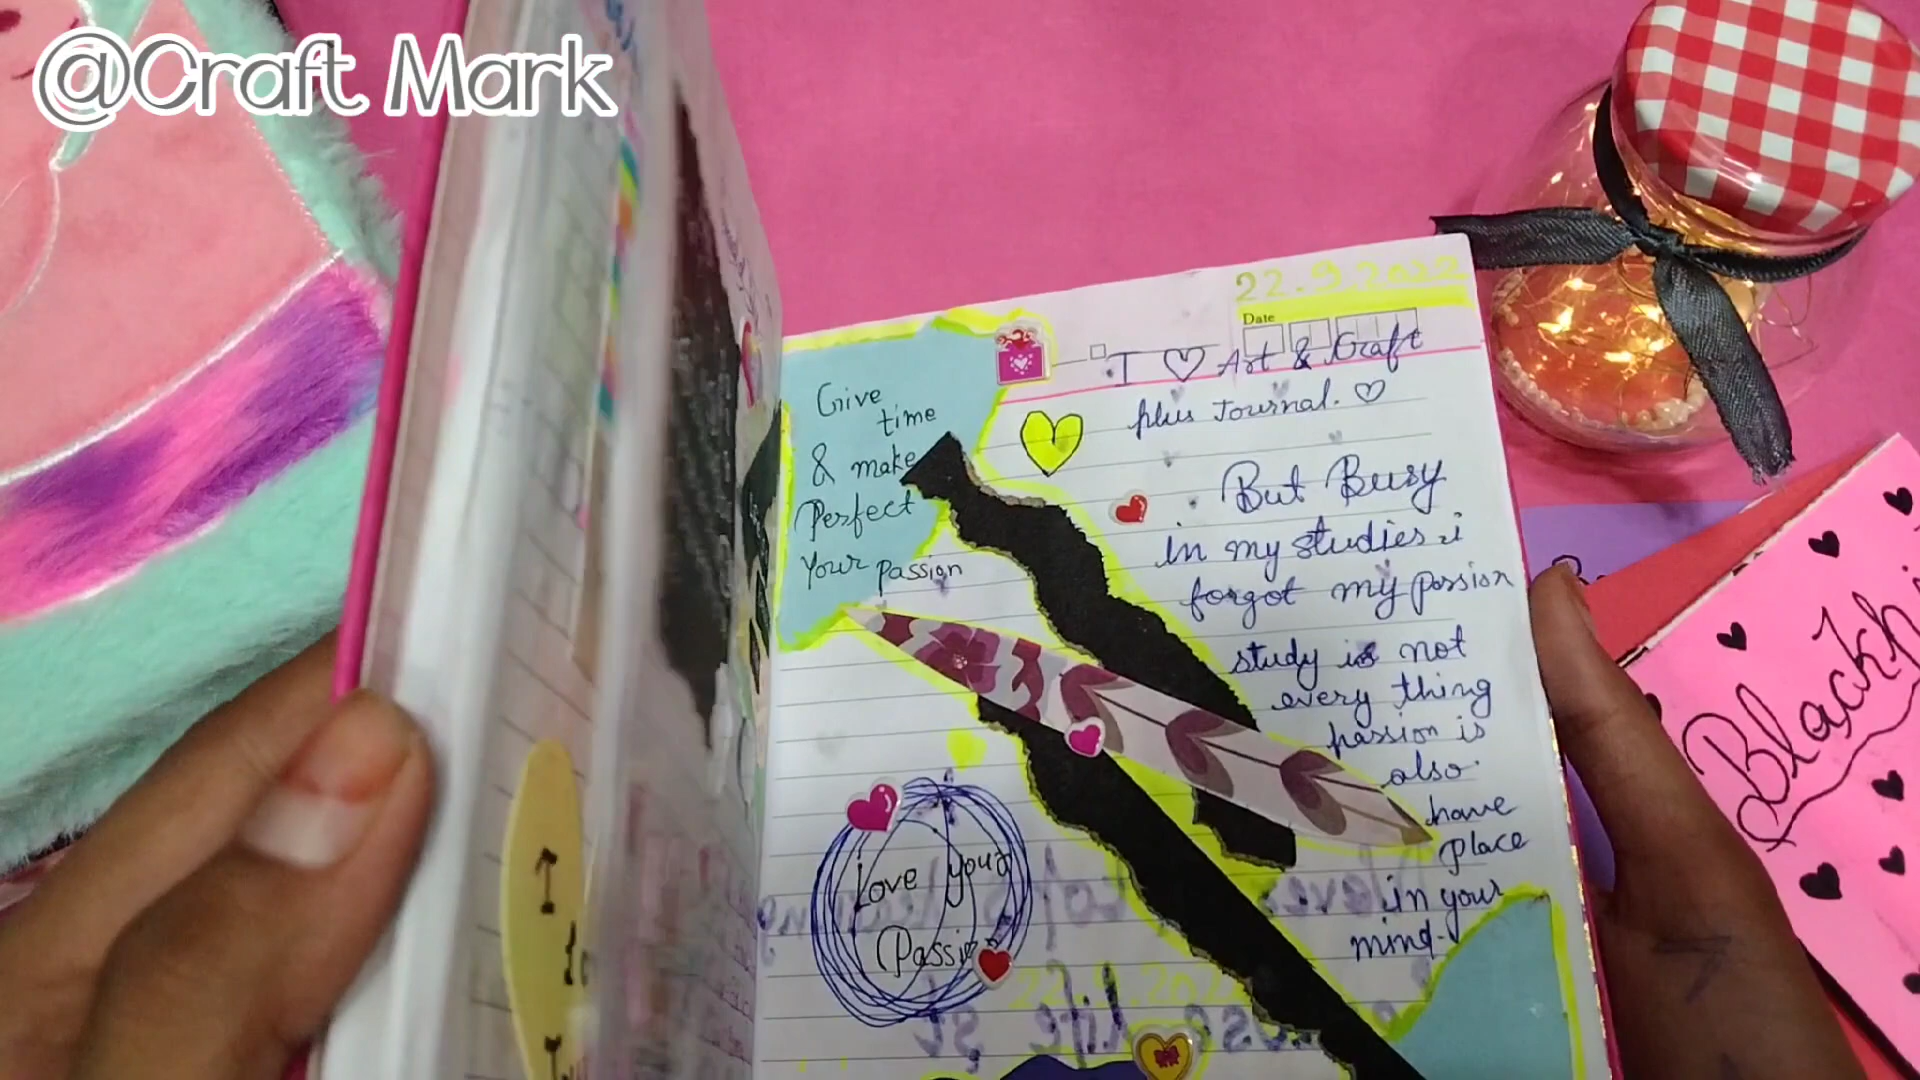 @Craft Mark
22.9.2022
Date
I ♡ Art & Craft
plus Journal. ♡
Give
time
& make
Perfect
your passion
But Busy
in my studies i
forgot my passion
study is not
every thing
passion is
also
have
place
in your
mind.
Love your
Passion
I